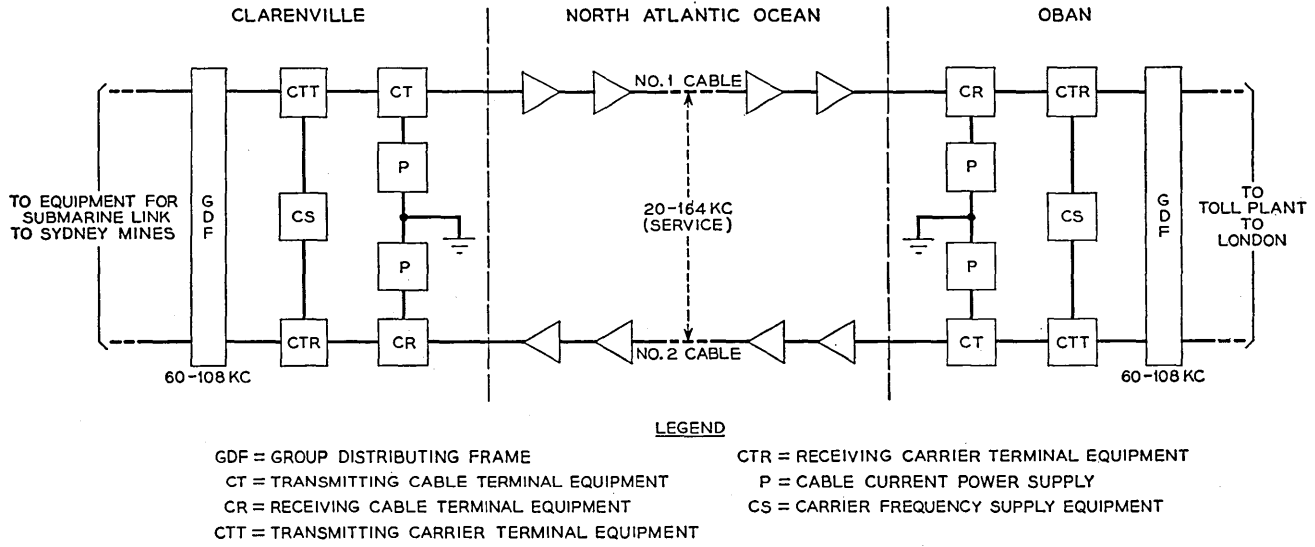 CLARENVILLE
NORTH ATLANTIC OCEAN
OBAN
CTT
CT
NO. 1 CABLE
CR
CTR
P
P
TO EQUIPMENT FOR
SUBMARINE LINK
TO SYDNEY MINES
GDF
CS
20-164 KC
(SERVICE)
CS
GDF
TO
TOLL PLANT
TO
LONDON
P
P
CTR
CR
NO. 2 CABLE
CT
CTT
60-108 KC
60-108 KC
LEGEND
GDF = GROUP DISTRIBUTING FRAME
CT = TRANSMITTING CABLE TERMINAL EQUIPMENT
CR = RECEIVING CABLE TERMINAL EQUIPMENT
CTT = TRANSMITTING CARRIER TERMINAL EQUIPMENT
CTR = RECEIVING CARRIER TERMINAL EQUIPMENT
P = CABLE CURRENT POWER SUPPLY
CS = CARRIER FREQUENCY SUPPLY EQUIPMENT